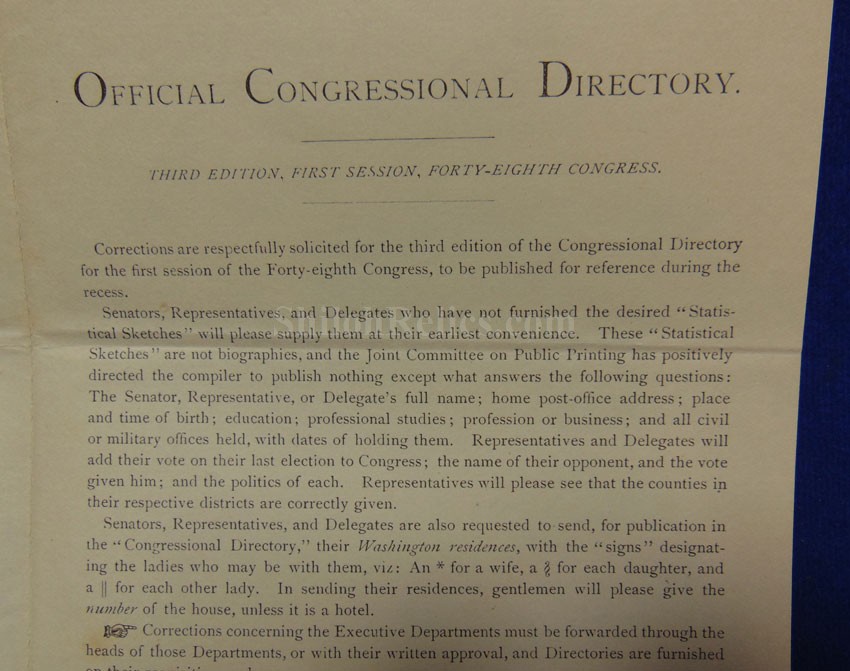 OFFICIAL CONGRESSIONAL DIRECTORY.
THIRD EDITION, FIRST SESSION, FORTY-EIGHTH CONGRESS.
Corrections are respectfully solicited for the third edition of the Congressional Directory
for the first session of the Forty-eighth Congress, to be published for reference during the
recess.
Senators, Representatives, and Delegates who have not furnished the desired "Statis-
tical Sketches" will please supply them at their earliest convenience. These "Statistical
Sketches" are not biographies, and the Joint Committee on Public Printing has positively
directed the compiler to publish nothing except what answers the following questions:
The Senator, Representative, or Delegate's full name; home post-office address; place
and time of birth; education; professional studies; profession or business; and all civil
or military offices held, with dates of holding them. Representatives and Delegates will
add their vote on their last election to Congress; the name of their opponent, and the vote
given him; and the politics of each. Representatives will please see that the counties in
their respective districts are correctly given.
Senators, Representatives, and Delegates are also requested to send, for publication in
the "Congressional Directory," their Washington residences, with the "signs" designat-
ing the ladies who may be with them, viz: An * for a wife, a § for each daughter, and
a || for each other lady. In sending their residences, gentlemen will please give the
number of the house, unless it is a hotel.
☞ Corrections concerning the Executive Departments must be forwarded through the
heads of those Departments, or with their written approval, and Directories are furnished